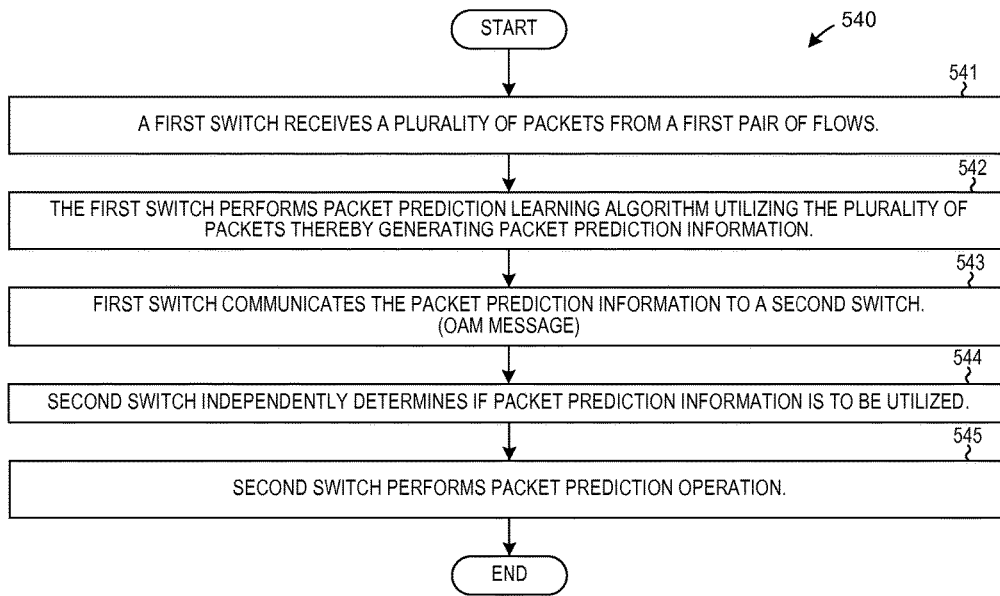 START
540
541
A FIRST SWITCH RECEIVES A PLURALITY OF PACKETS FROM A FIRST PAIR OF FLOWS.
542
THE FIRST SWITCH PERFORMS PACKET PREDICTION LEARNING ALGORITHM UTILIZING THE PLURALITY OF
PACKETS THEREBY GENERATING PACKET PREDICTION INFORMATION.
543
FIRST SWITCH COMMUNICATES THE PACKET PREDICTION INFORMATION TO A SECOND SWITCH.
(OAM MESSAGE)
544
SECOND SWITCH INDEPENDENTLY DETERMINES IF PACKET PREDICTION INFORMATION IS TO BE UTILIZED.
545
SECOND SWITCH PERFORMS PACKET PREDICTION OPERATION.
END